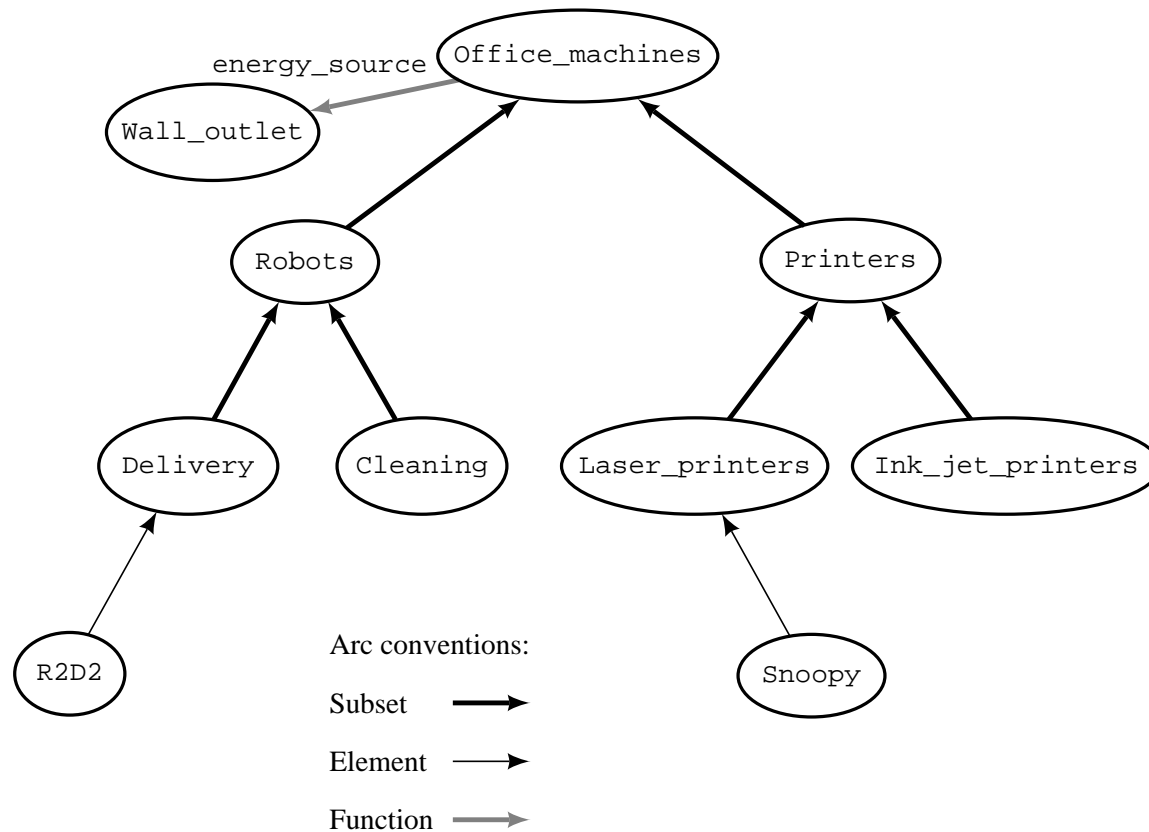 Office_machines
energy_source
Wall_outlet
Robots
Printers
Delivery
Cleaning
Laser_printers
Ink_jet_printers
R2D2
Snoopy
Arc conventions:
Subset
Element
Function